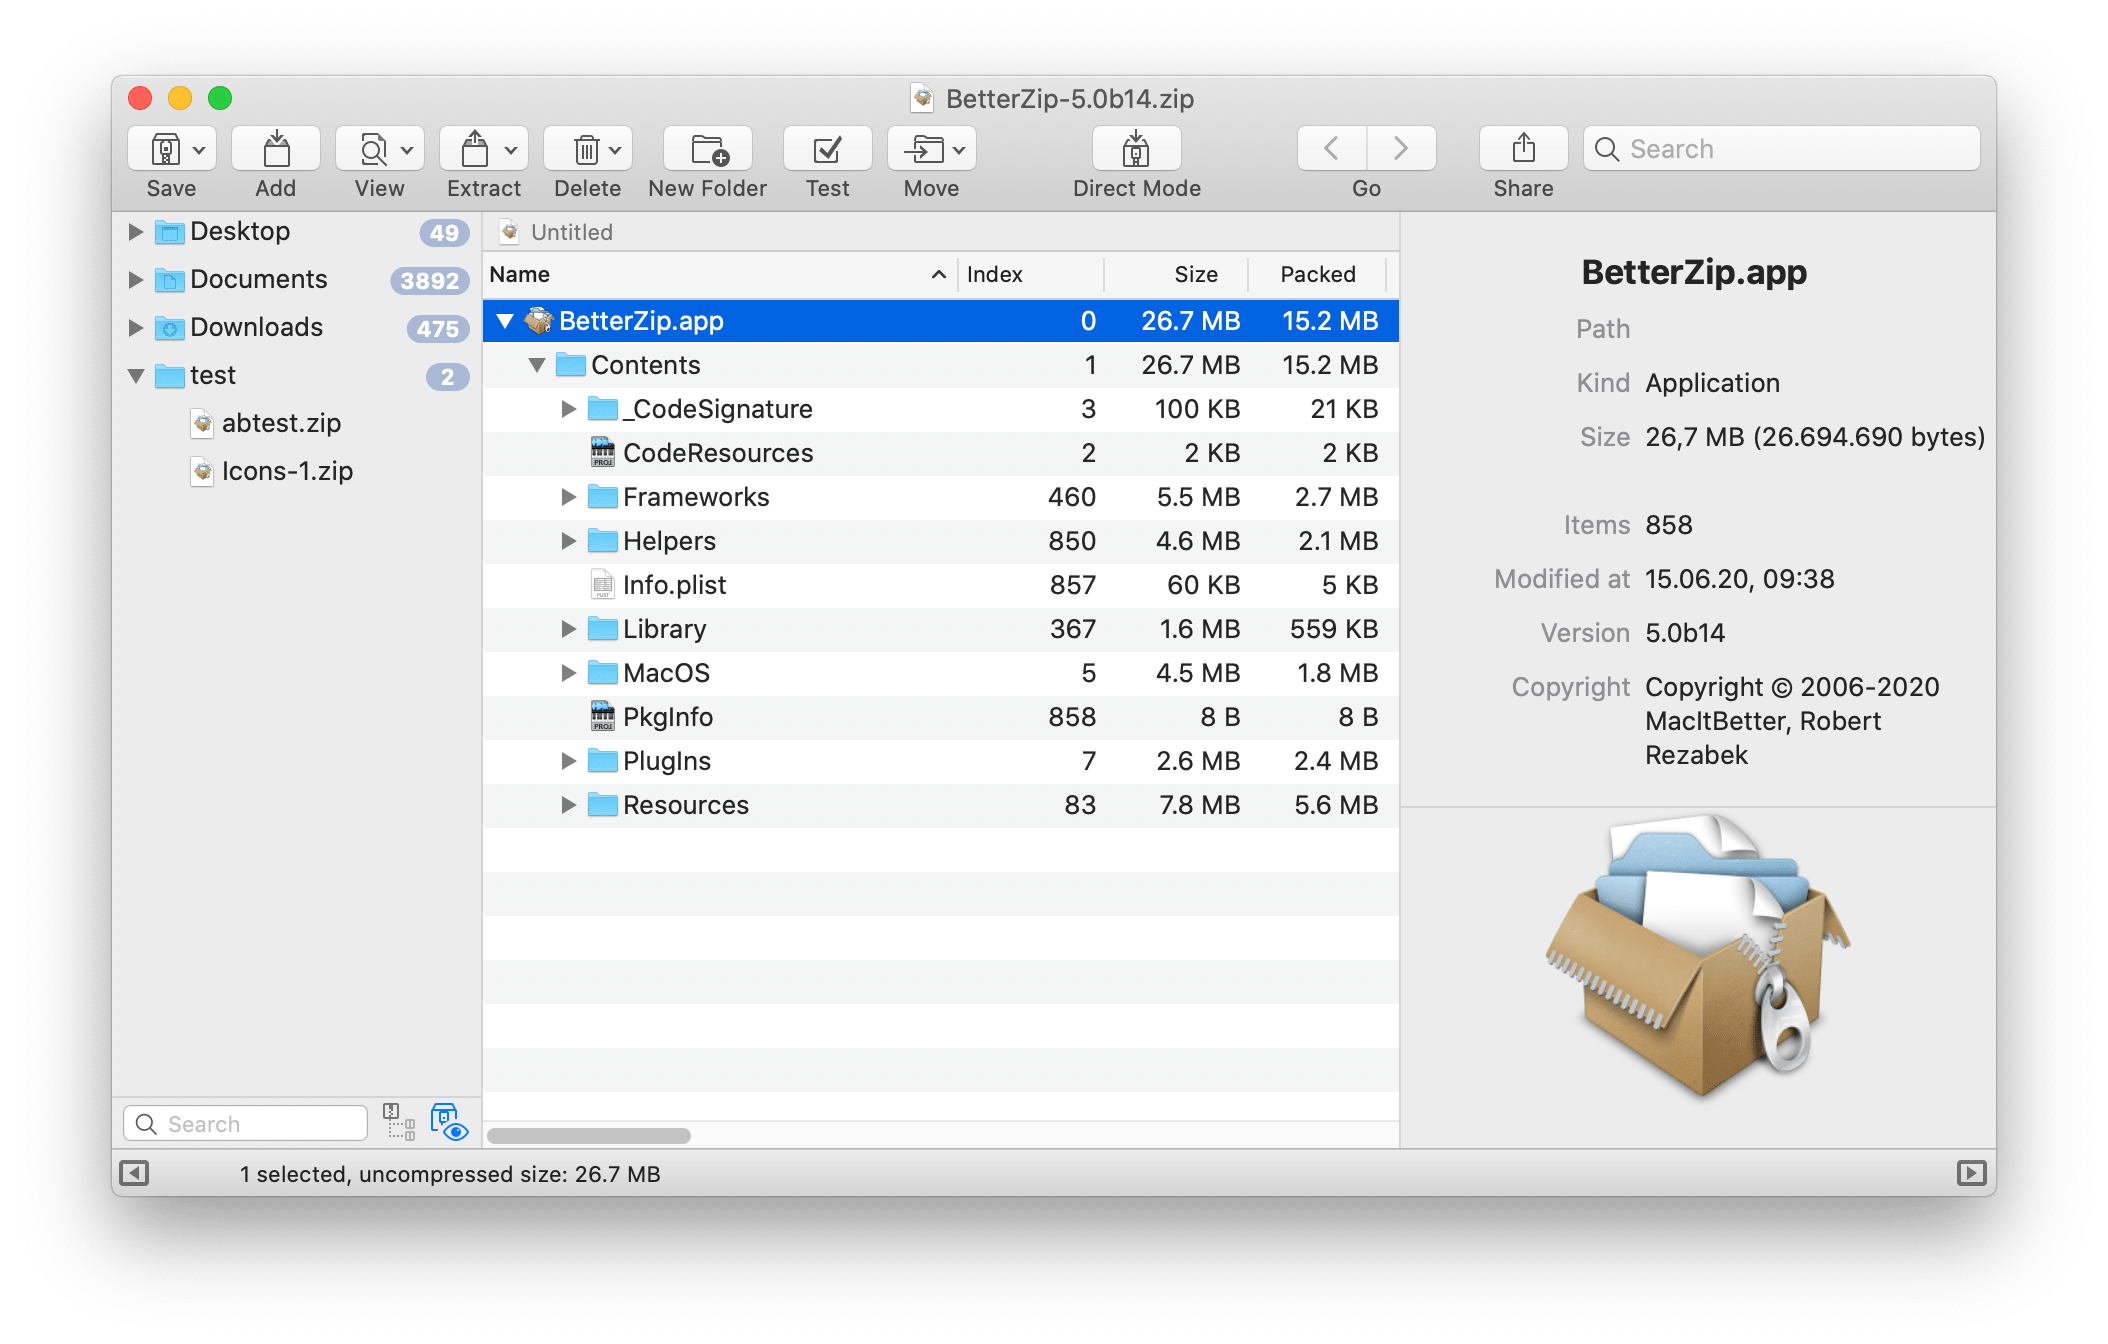 BetterZip-5.0b14.zip
Save Add View Extract Delete New Folder Test Move Direct Mode Go Share Search
Desktop 49
Documents 3892
Downloads 475
test 2
abtest.zip
Icons-1.zip
Search
Untitled
Name Index Size Packed
BetterZip.app 0 26.7 MB 15.2 MB
Contents 1 26.7 MB 15.2 MB
_CodeSignature 3 100 KB 21 KB
PROJ CodeResources 2 2 KB 2 KB
Frameworks 460 5.5 MB 2.7 MB
Helpers 850 4.6 MB 2.1 MB
PLIST Info.plist 857 60 KB 5 KB
Library 367 1.6 MB 559 KB
MacOS 5 4.5 MB 1.8 MB
PROJ PkgInfo 858 8 B 8 B
PlugIns 7 2.6 MB 2.4 MB
Resources 83 7.8 MB 5.6 MB
BetterZip.app
Path
Kind Application
Size 26,7 MB (26.694.690 bytes)
Items 858
Modified at 15.06.20, 09:38
Version 5.0b14
Copyright Copyright © 2006-2020
MacItBetter, Robert
Rezabek
1 selected, uncompressed size: 26.7 MB